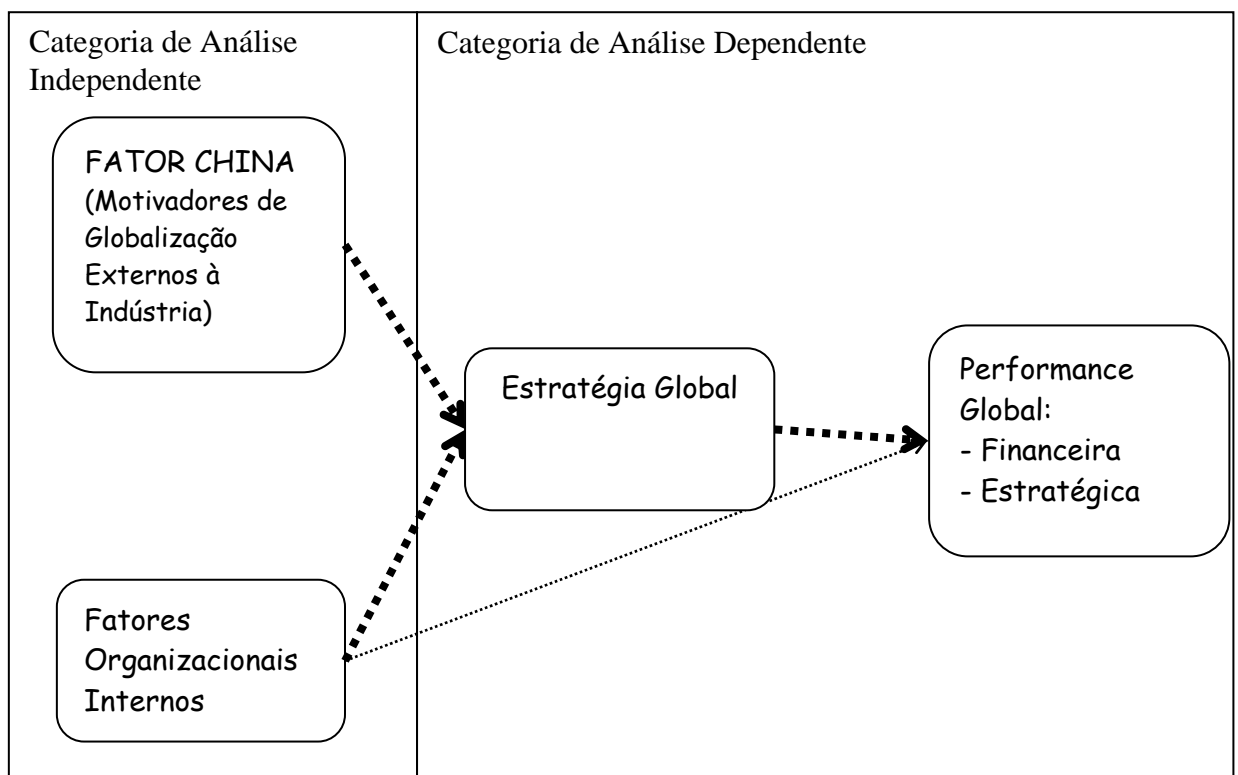 Categoria de Análise
Independente
Categoria de Análise Dependente
FATOR CHINA
(Motivadores de
Globalização
Externos à
Indústria)
Estratégia Global
Performance
Global:
- Financeira
- Estratégica
Fatores
Organizacionais
Internos